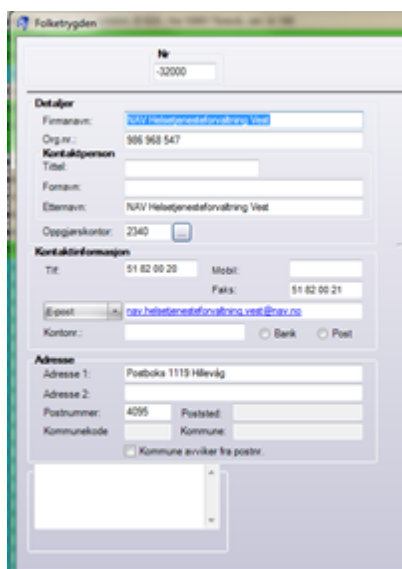 Folketrygden
Nr
-32000
Detaljer
Firmanavn: NAV Helsetjenesteforvaltning Vest
Org.nr.: 986 968 547
Kontaktperson
Tittel:
Fornavn:
Etternavn: NAV Helsetjenesteforvaltning Vest
Oppgjørskontor: 2340 ...
Kontaktinformasjon
Tlf: 51 82 00 20 Mobil:
Faks: 51 82 00 21
E-post nav.helsetjenesteforvaltning.vest@nav.no
Kontonr.: Bank Post
Adresse
Adresse 1: Postboks 1119 Hillevåg
Adresse 2:
Postnummer: 4095 Poststed:
Kommunekode Kommune:
Kommune avviker fra postnr.